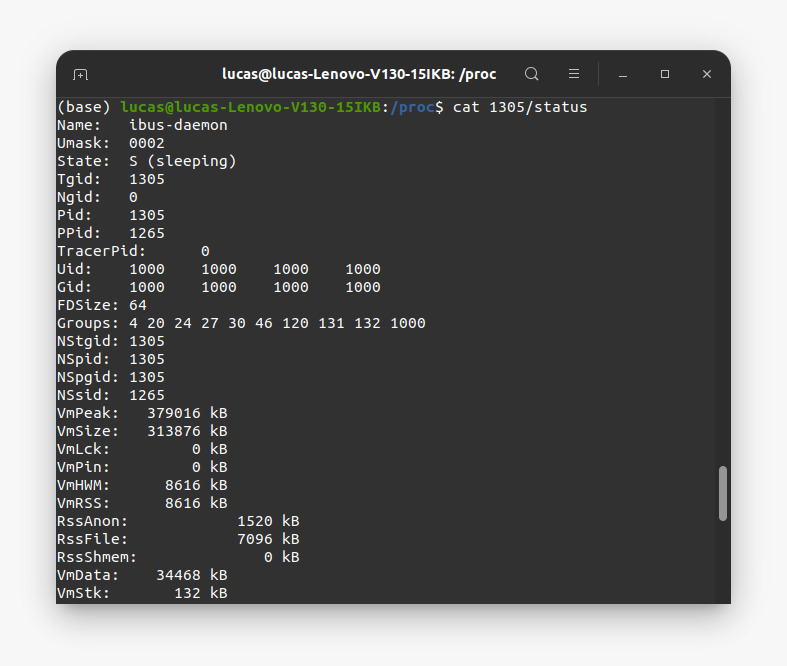 lucas@lucas-Lenovo-V130-15IKB: /proc
(base) lucas@lucas-Lenovo-V130-15IKB:/proc$ cat 1305/status
Name:   ibus-daemon
Umask:  0002
State:  S (sleeping)
Tgid:   1305
Ngid:   0
Pid:    1305
PPid:   1265
TracerPid:      0
Uid:    1000    1000    1000    1000
Gid:    1000    1000    1000    1000
FDSize: 64
Groups: 4 20 24 27 30 46 120 131 132 1000
NStgid: 1305
NSpid:  1305
NSpgid: 1305
NSsid:  1265
VmPeak:   379016 kB
VmSize:   313876 kB
VmLck:         0 kB
VmPin:         0 kB
VmHWM:      8616 kB
VmRSS:      8616 kB
RssAnon:            1520 kB
RssFile:            7096 kB
RssShmem:              0 kB
VmData:    34468 kB
VmStk:       132 kB